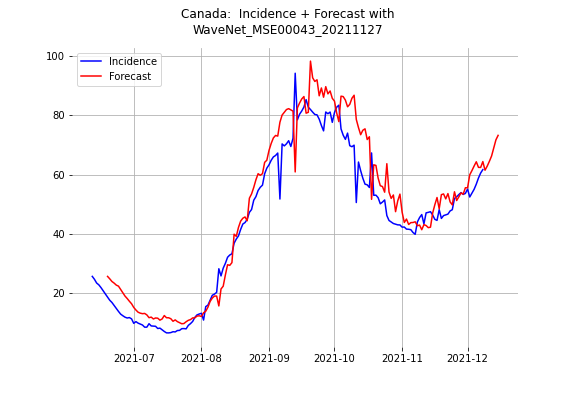 Canada:  Incidence + Forecast with
WaveNet_MSE00043_20211127
Incidence
Forecast
100
80
60
40
20
2021-07 2021-08 2021-09 2021-10 2021-11 2021-12